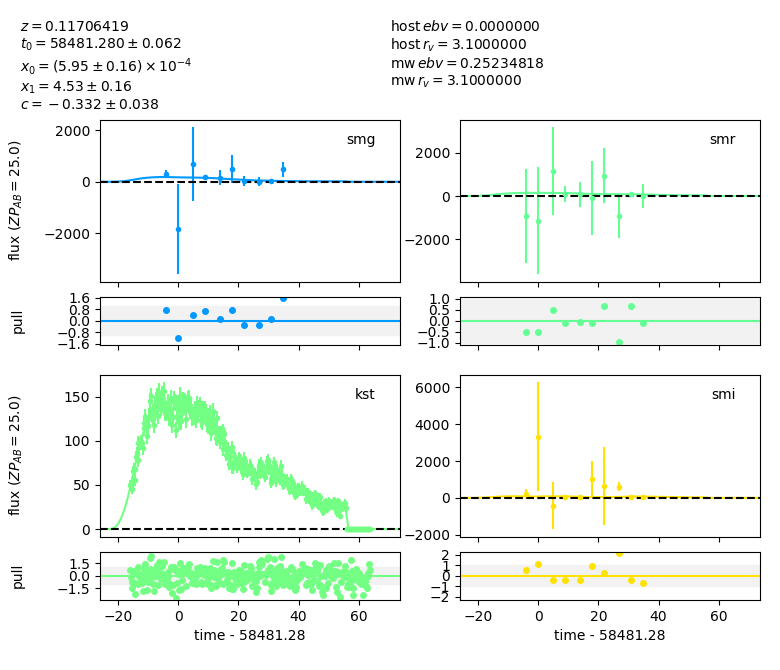 z = 0.11706419
t₀ = 58481.280 ± 0.062
x₀ = (5.95 ± 0.16) × 10⁻⁴
x₁ = 4.53 ± 0.16
c = −0.332 ± 0.038
host ebv = 0.0000000
host r_v = 3.1000000
mw ebv = 0.25234818
mw r_v = 3.1000000
flux (ZP_AB = 25.0)
2000
0
−2000
smg
2000
0
−2000
smr
pull
1.6
0.8
0.0
−0.8
−1.6
1.0
0.5
0.0
−0.5
−1.0
flux (ZP_AB = 25.0)
150
100
50
0
kst
6000
4000
2000
0
−2000
smi
pull
1.5
0.0
−1.5
−20 0 20 40 60
time - 58481.28
2
1
0
−1
−2
−20 0 20 40 60
time - 58481.28